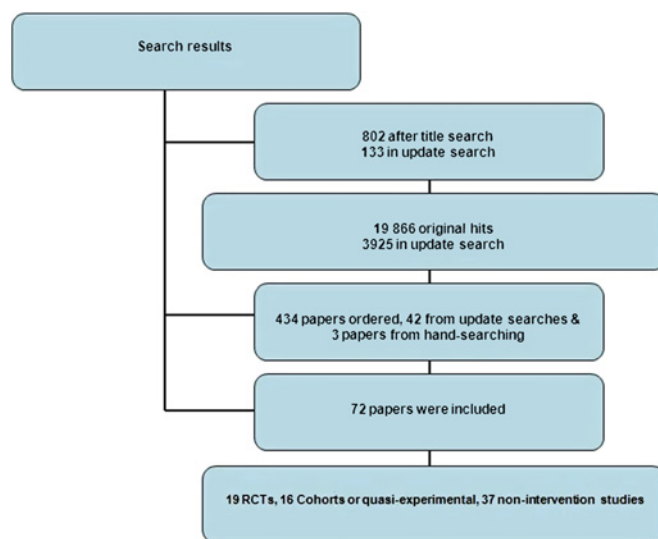 Search results
802 after title search
133 in update search
19 866 original hits
3925 in update search
434 papers ordered, 42 from update searches &
3 papers from hand-searching
72 papers were included
19 RCTs, 16 Cohorts or quasi-experimental, 37 non-intervention studies